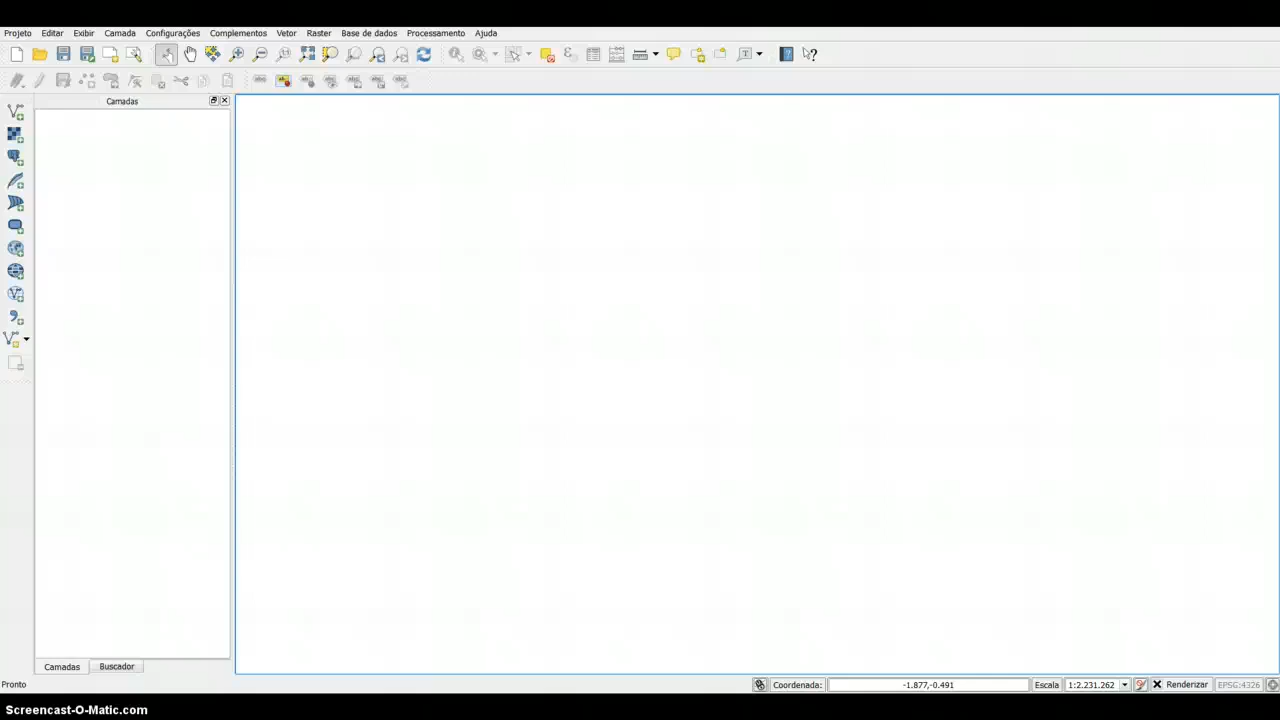 Projeto Editar Exibir Camada Configurações Complementos Vetor Raster Base de dados Processamento Ajuda
Camadas
Camadas Buscador
Pronto Coordenada: -1.877,-0.491 Escala 1:2.231.262 Renderizar EPSG:4326
Screencast-O-Matic.com